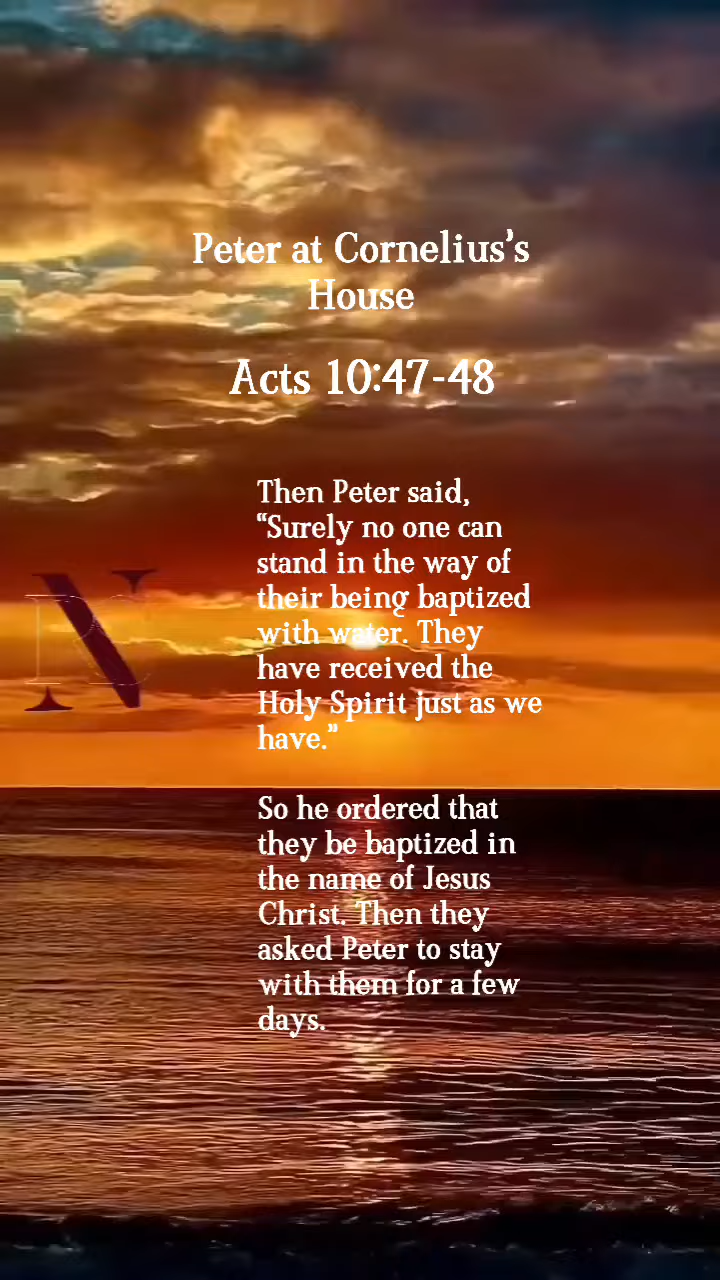 Peter at Cornelius’s
House
Acts 10:47-48
Then Peter said,
“Surely no one can
stand in the way of
their being baptized
with water. They
have received the
Holy Spirit just as we
have.”
So he ordered that
they be baptized in
the name of Jesus
Christ. Then they
asked Peter to stay
with them for a few
days.